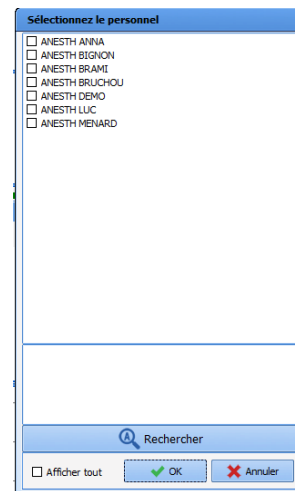 Sélectionnez le personnel
ANESTH ANNA
ANESTH BIGNON
ANESTH BRAMI
ANESTH BRUCHOU
ANESTH DEMO
ANESTH LUC
ANESTH MENARD
Rechercher
Afficher tout OK Annuler